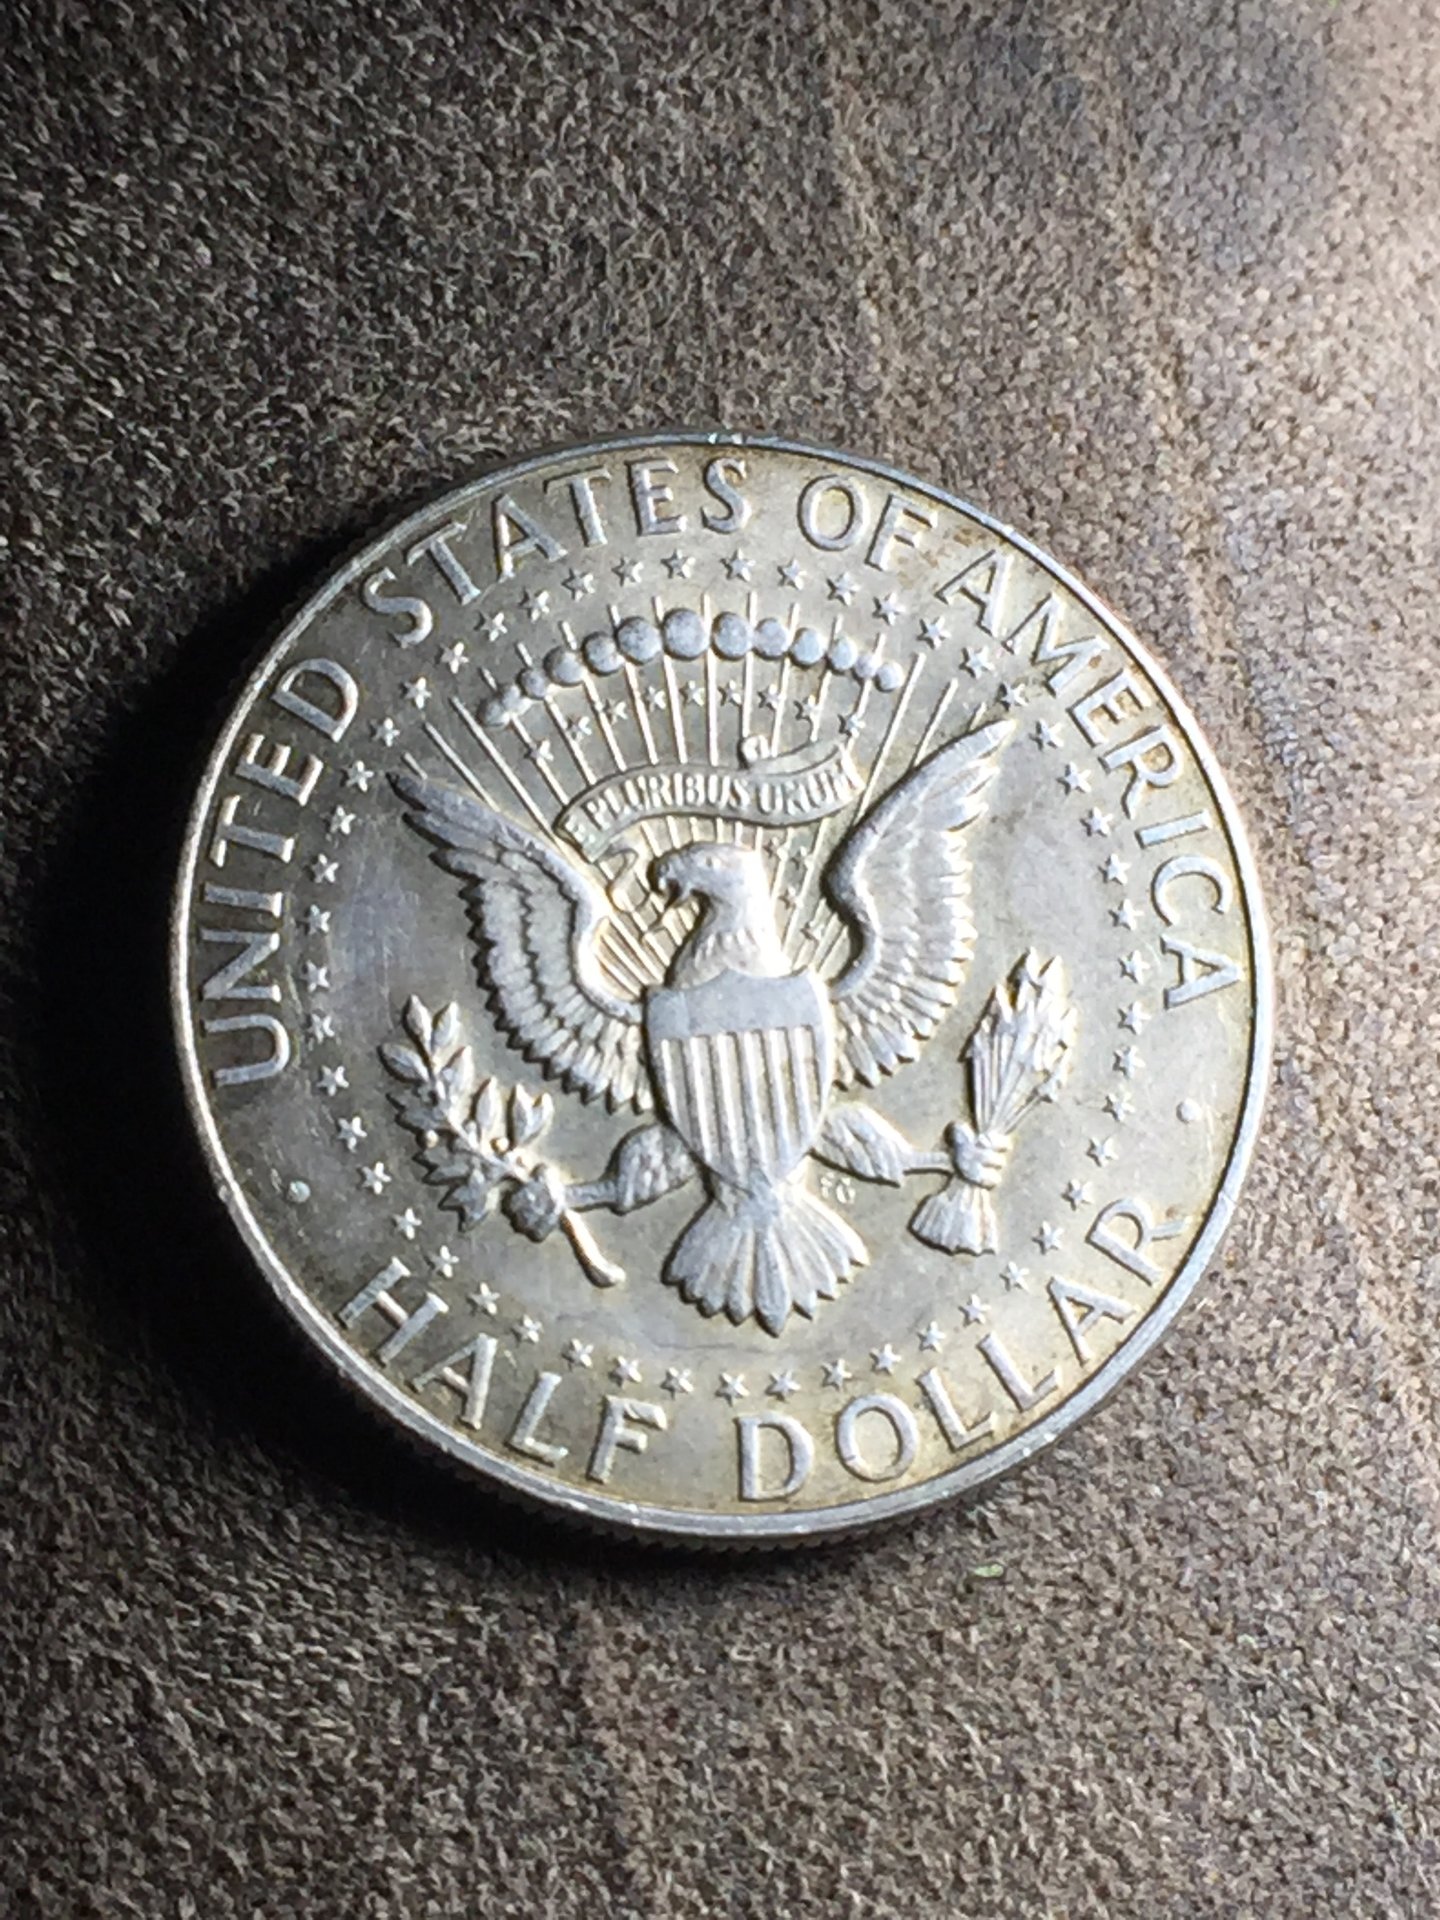 UNITED STATES OF AMERICA
E PLURIBUS UNUM
FG
HALF DOLLAR